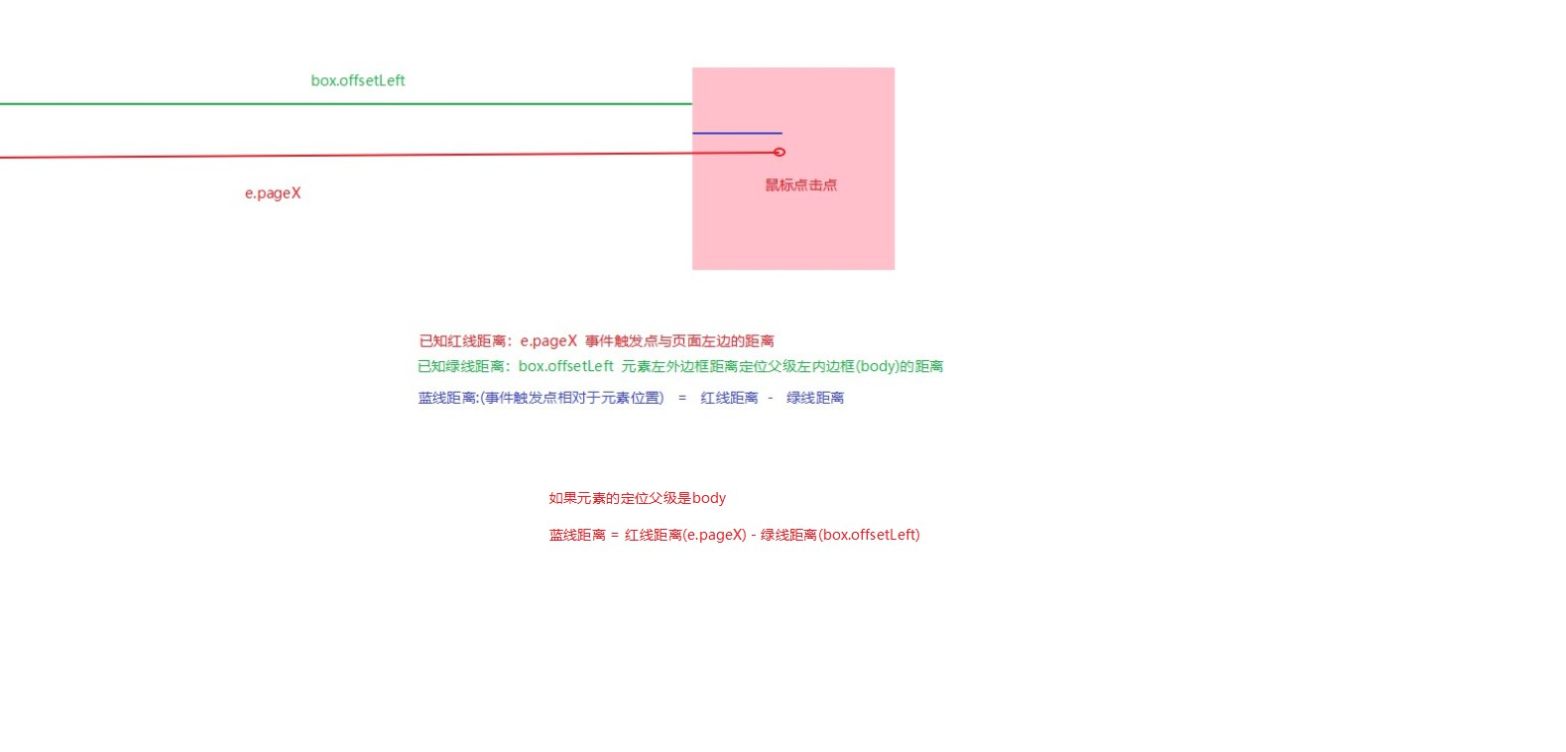 box.offsetLeft
e.pageX
鼠标点击点
已知红线距离：e.pageX 事件触发点与页面左边的距离
已知绿线距离：box.offsetLeft 元素左外边框距离定位父级左内边框(body)的距离
蓝线距离:(事件触发点相对于元素位置) = 红线距离 - 绿线距离
如果元素的定位父级是body
蓝线距离 = 红线距离(e.pageX) - 绿线距离(box.offsetLeft)